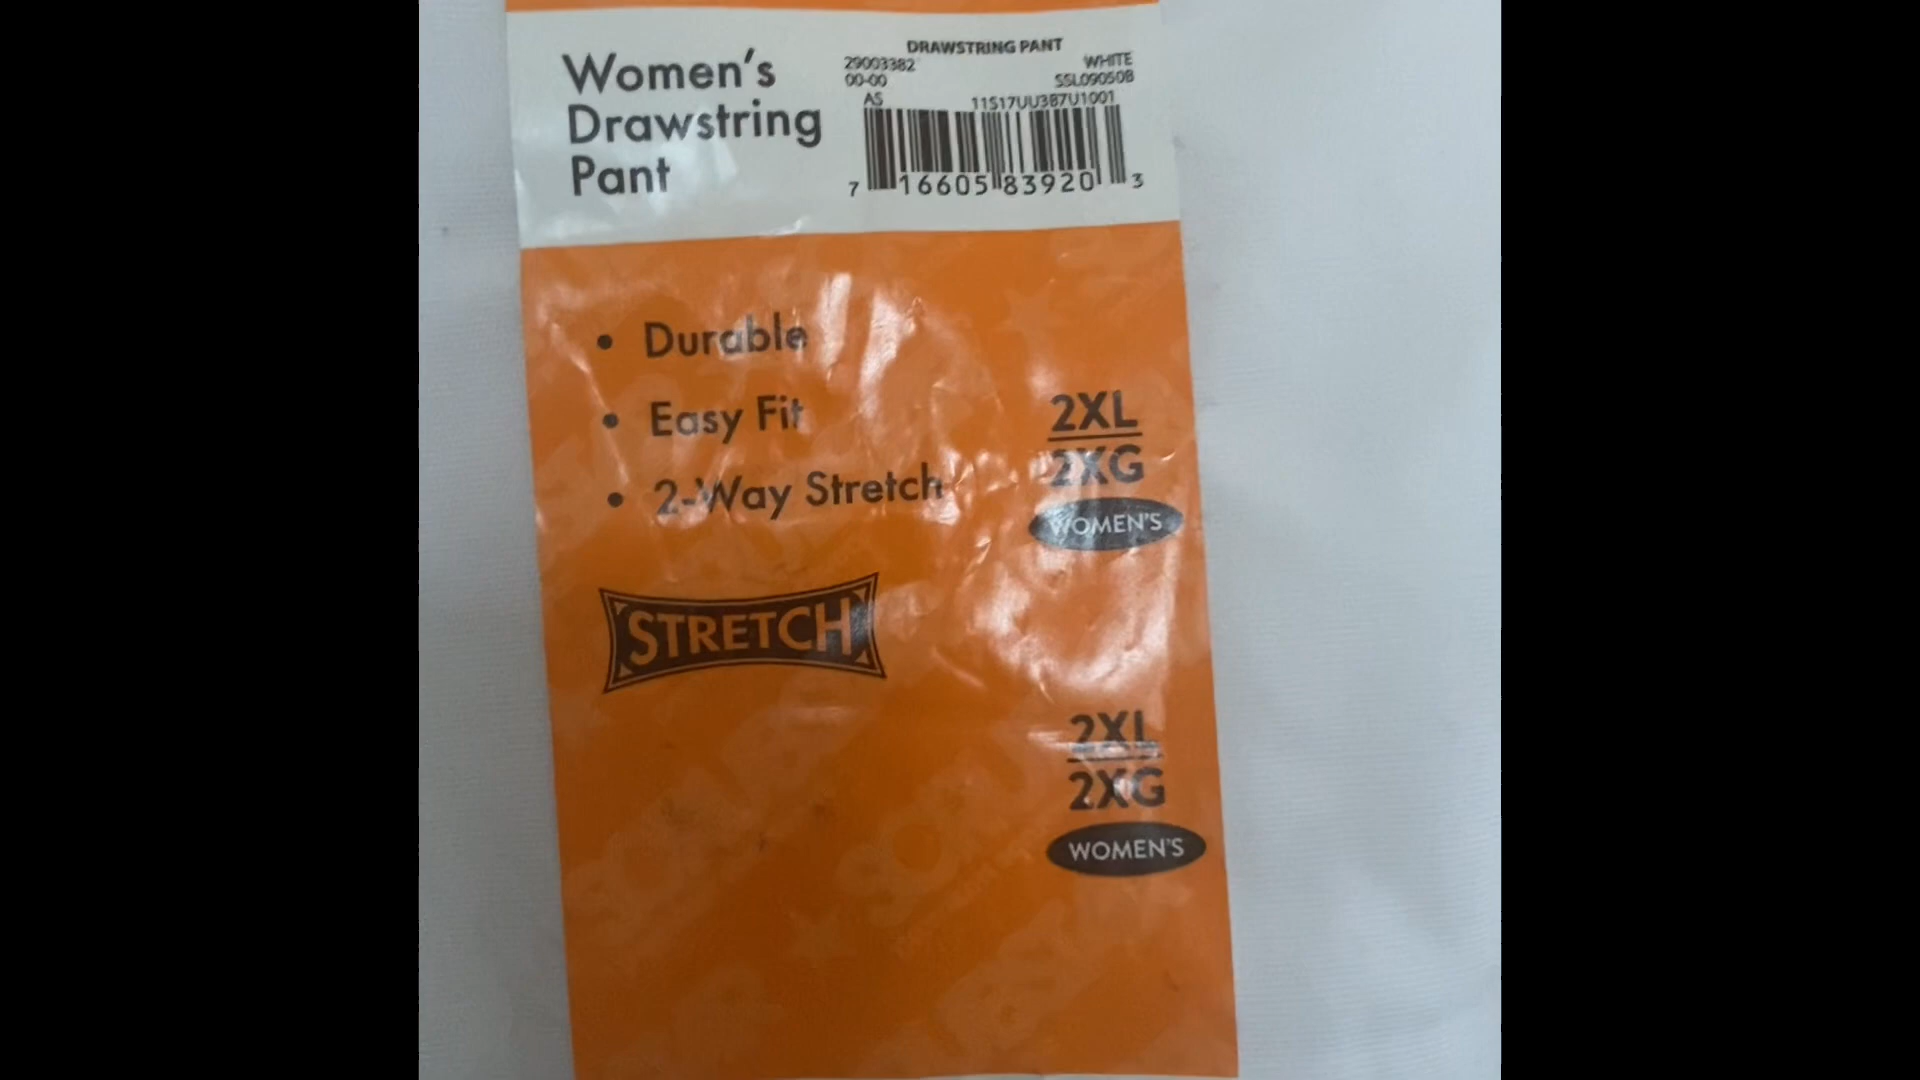 Women's
Drawstring
Pant
DRAWSTRING PANT
29003382 WHITE
00-00 SSL090508
AS 11517UU387U1001
7 16605 83920 3
• Durable
• Easy Fit
• 2-Way Stretch
2XL
2XG
WOMEN'S
STRETCH
2XL
2XG
WOMEN'S